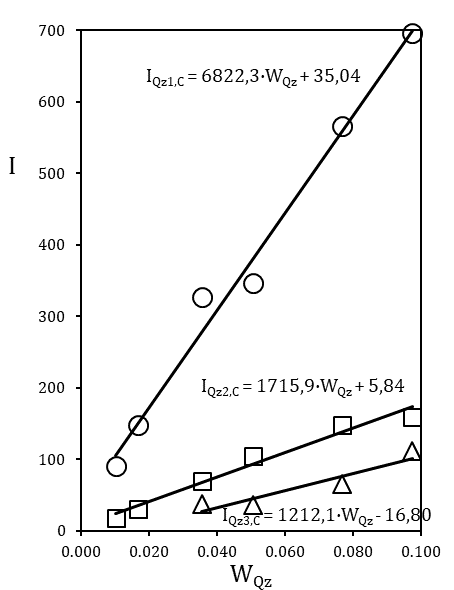 700
I_Qz1,C = 6822,3·W_Qz + 35,04
600
I
500
400
300
200
I_Qz2,C = 1715,9·W_Qz + 5,84
100
I_Qz3,C = 1212,1·W_Qz - 16,80
0
0.000 0.020 0.040 0.060 0.080 0.100
W_Qz